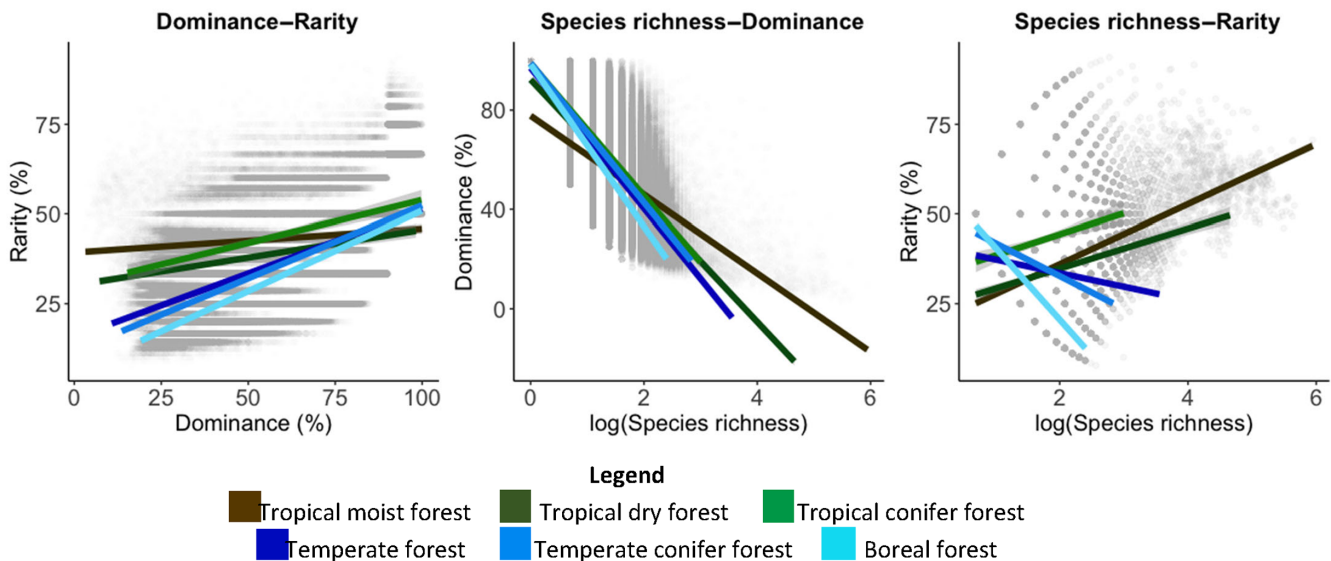 Dominance–Rarity
Species richness–Dominance
Species richness–Rarity
Rarity (%)
75
50
25
0
25
50
75
100
Dominance (%)
Dominance (%)
80
40
0
0
2
4
6
log(Species richness)
Rarity (%)
75
50
25
2
4
6
log(Species richness)
Legend
Tropical moist forest
Tropical dry forest
Tropical conifer forest
Temperate forest
Temperate conifer forest
Boreal forest